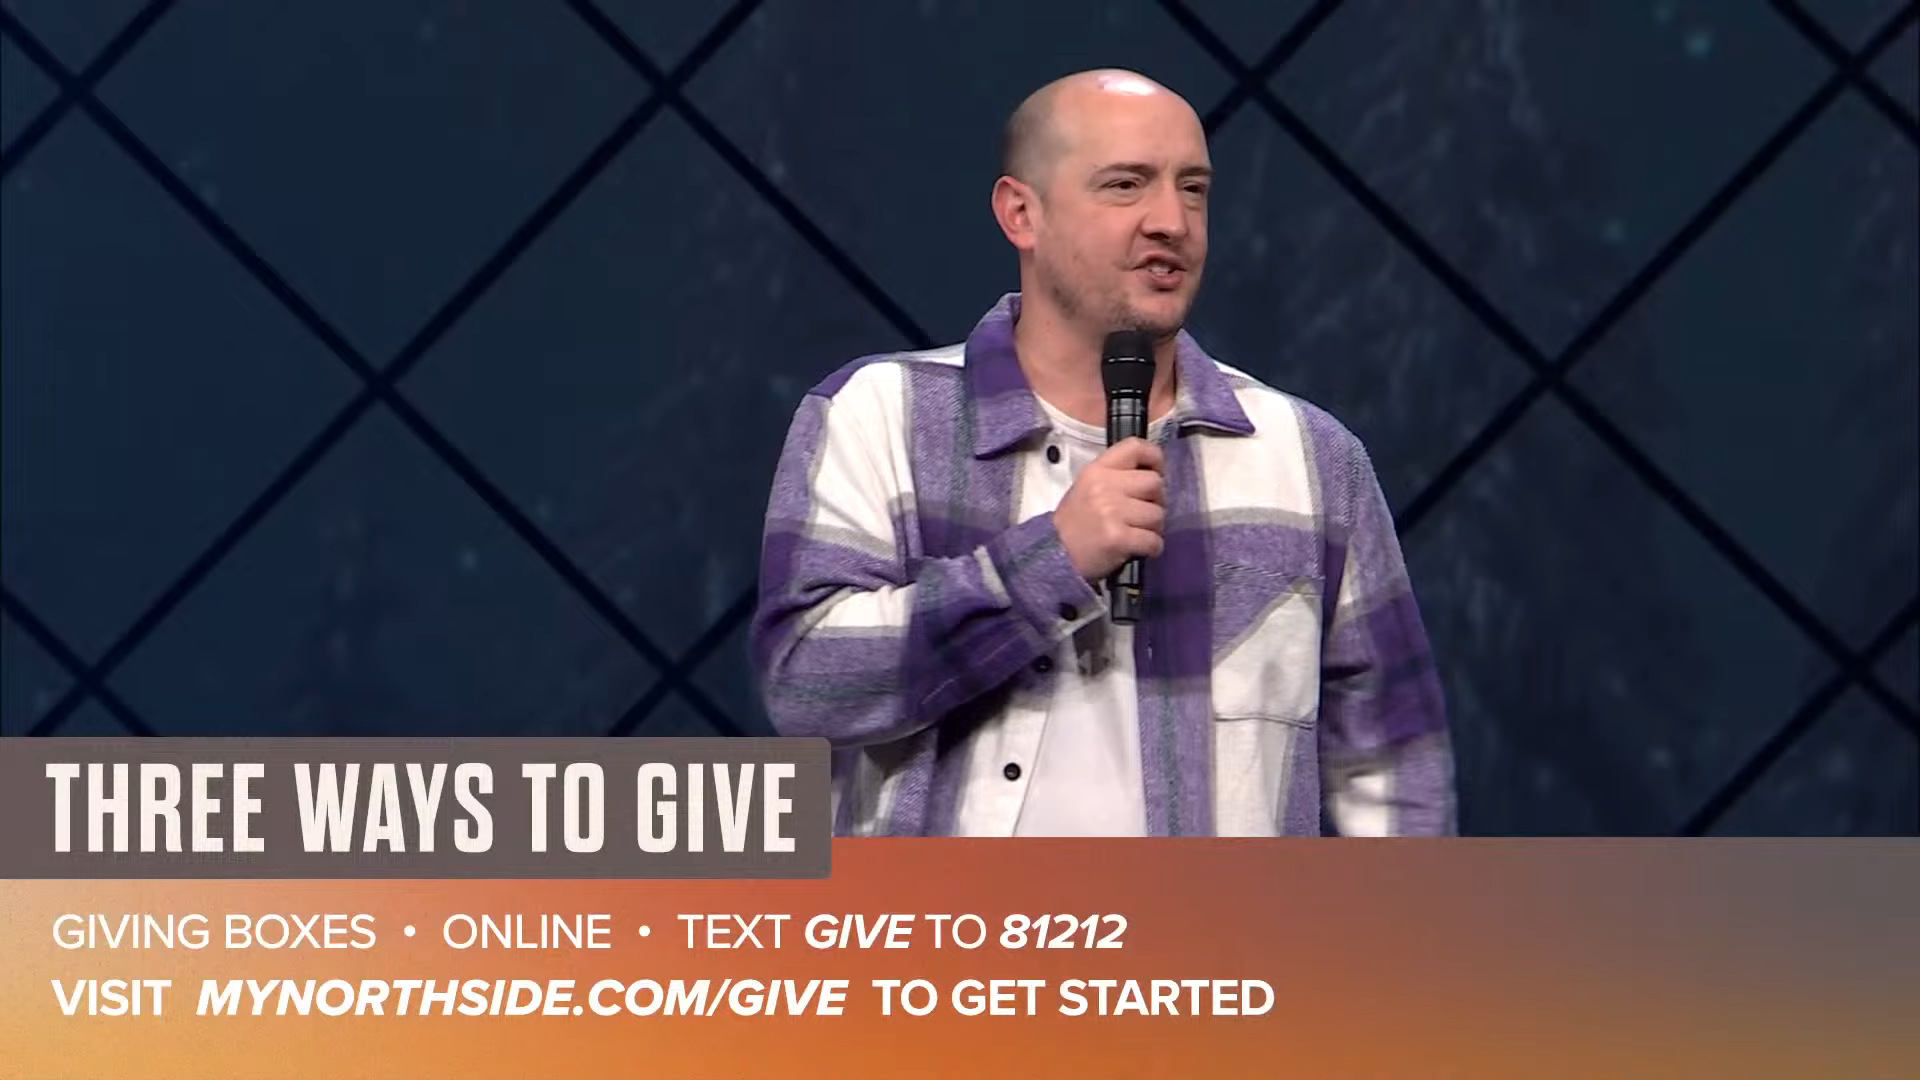 THREE WAYS TO GIVE
GIVING BOXES • ONLINE • TEXT GIVE TO 81212
VISIT MYNORTHSIDE.COM/GIVE TO GET STARTED